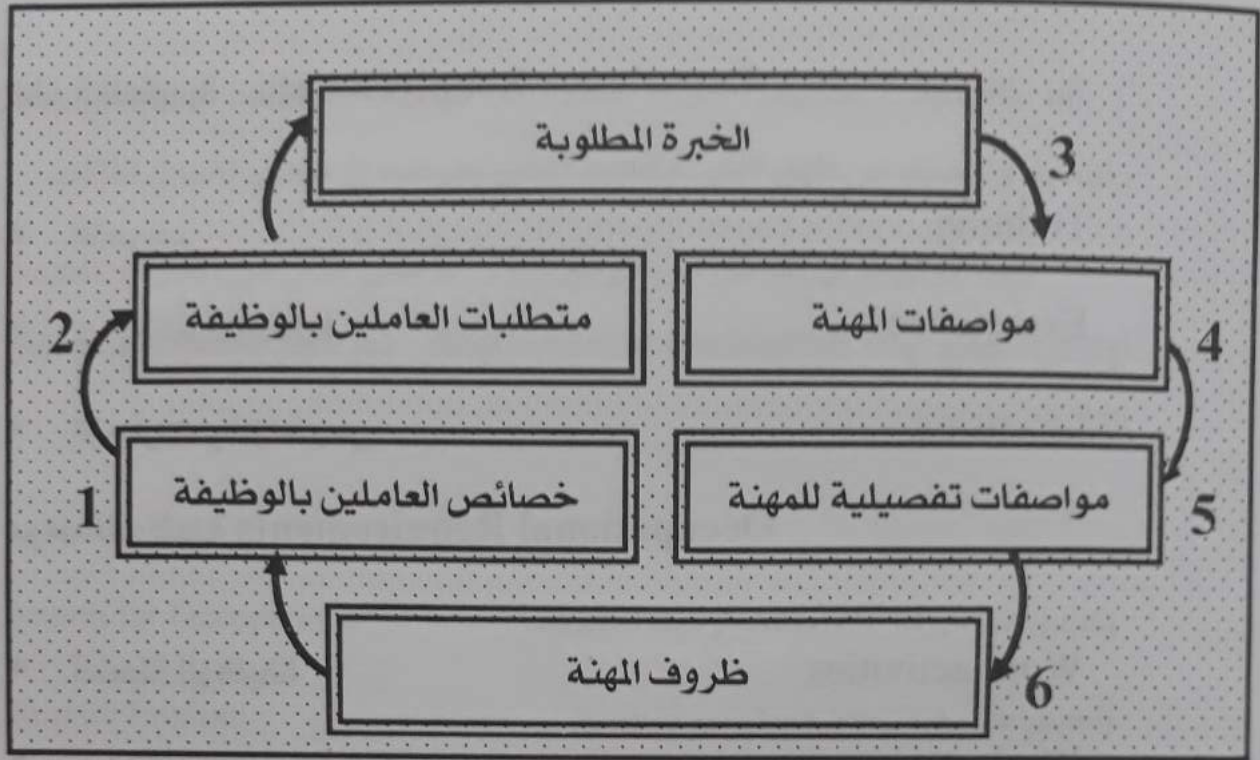 الخبرة المطلوبة
3
متطلبات العاملين بالوظيفة
2
مواصفات المهنة
4
خصائص العاملين بالوظيفة
1
مواصفات تفصيلية للمهنة
5
ظروف المهنة
6